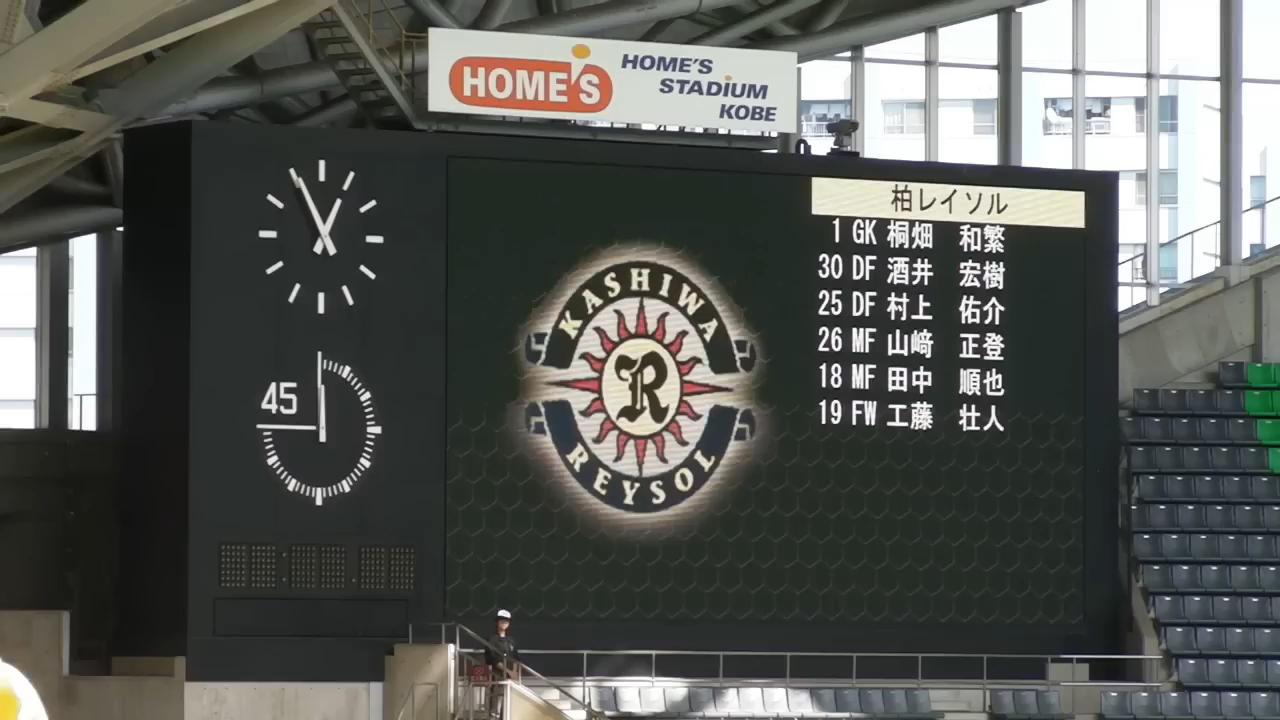 HOME'S
HOME'S
STADIUM
KOBE
柏レイソル
1 GK 桐畑 和繁
30 DF 酒井 宏樹
25 DF 村上 佑介
26 MF 山﨑 正登
18 MF 田中 順也
19 FW 工藤 壮人
KASHIWA
R
REYSOL
45